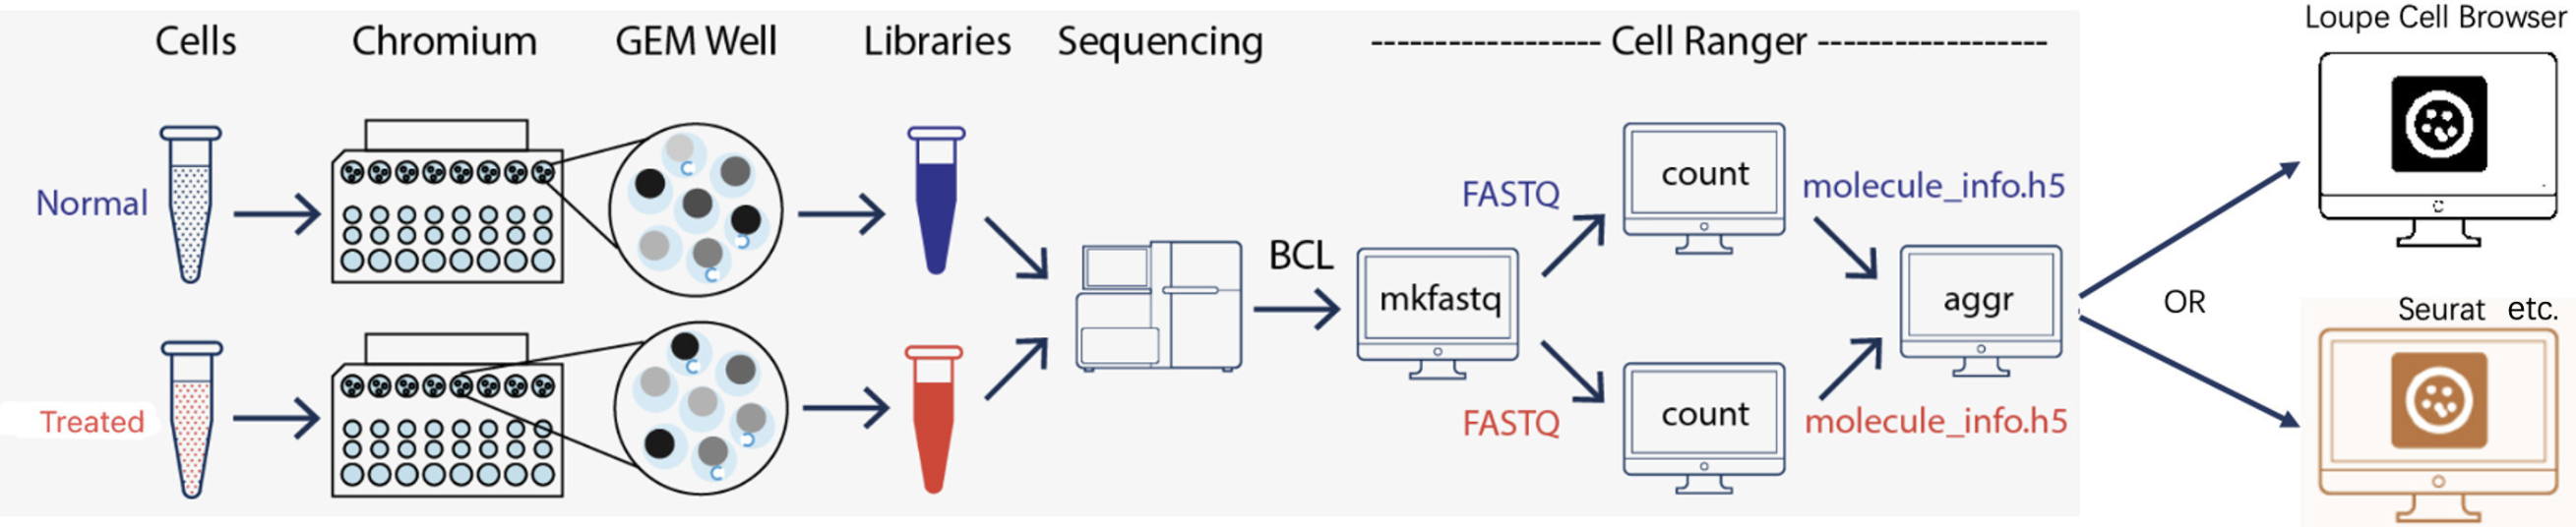 Cells Chromium GEM Well Libraries Sequencing ------------------ Cell Ranger ------------------
Loupe Cell Browser
Normal
FASTQ
count
molecule_info.h5
BCL
mkfastq
aggr
OR
Seurat etc.
Treated
FASTQ
count
molecule_info.h5